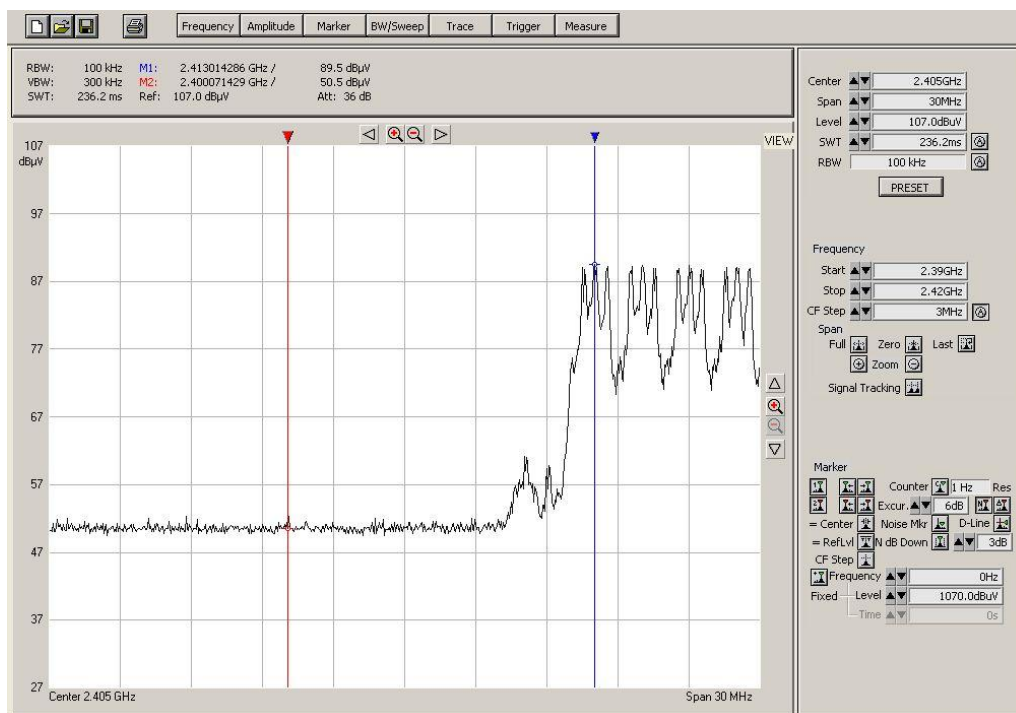 Frequency Amplitude Marker BW/Sweep Trace Trigger Measure
RBW: 100 kHz M1: 2.413014286 GHz / 89.5 dBµV
VBW: 300 kHz M2: 2.400071429 GHz / 50.5 dBµV
SWT: 236.2 ms Ref: 107.0 dBµV Att: 36 dB
VIEW
107
dBµV
97
87
77
67
57
47
37
27
Center 2.405 GHz Span 30 MHz
Center 2.405GHz
Span 30MHz
Level 107.0dBuV
SWT 236.2ms
RBW 100 kHz
PRESET
Frequency
Start 2.39GHz
Stop 2.42GHz
CF Step 3MHz
Span
Full Zero Last
Zoom
Signal Tracking
Marker
Counter 1 Hz Res
Excur. 6dB
= Center Noise Mkr D-Line
= RefLvl N dB Down 3dB
CF Step
Frequency 0Hz
Fixed Level 1070.0dBuV
Time 0s